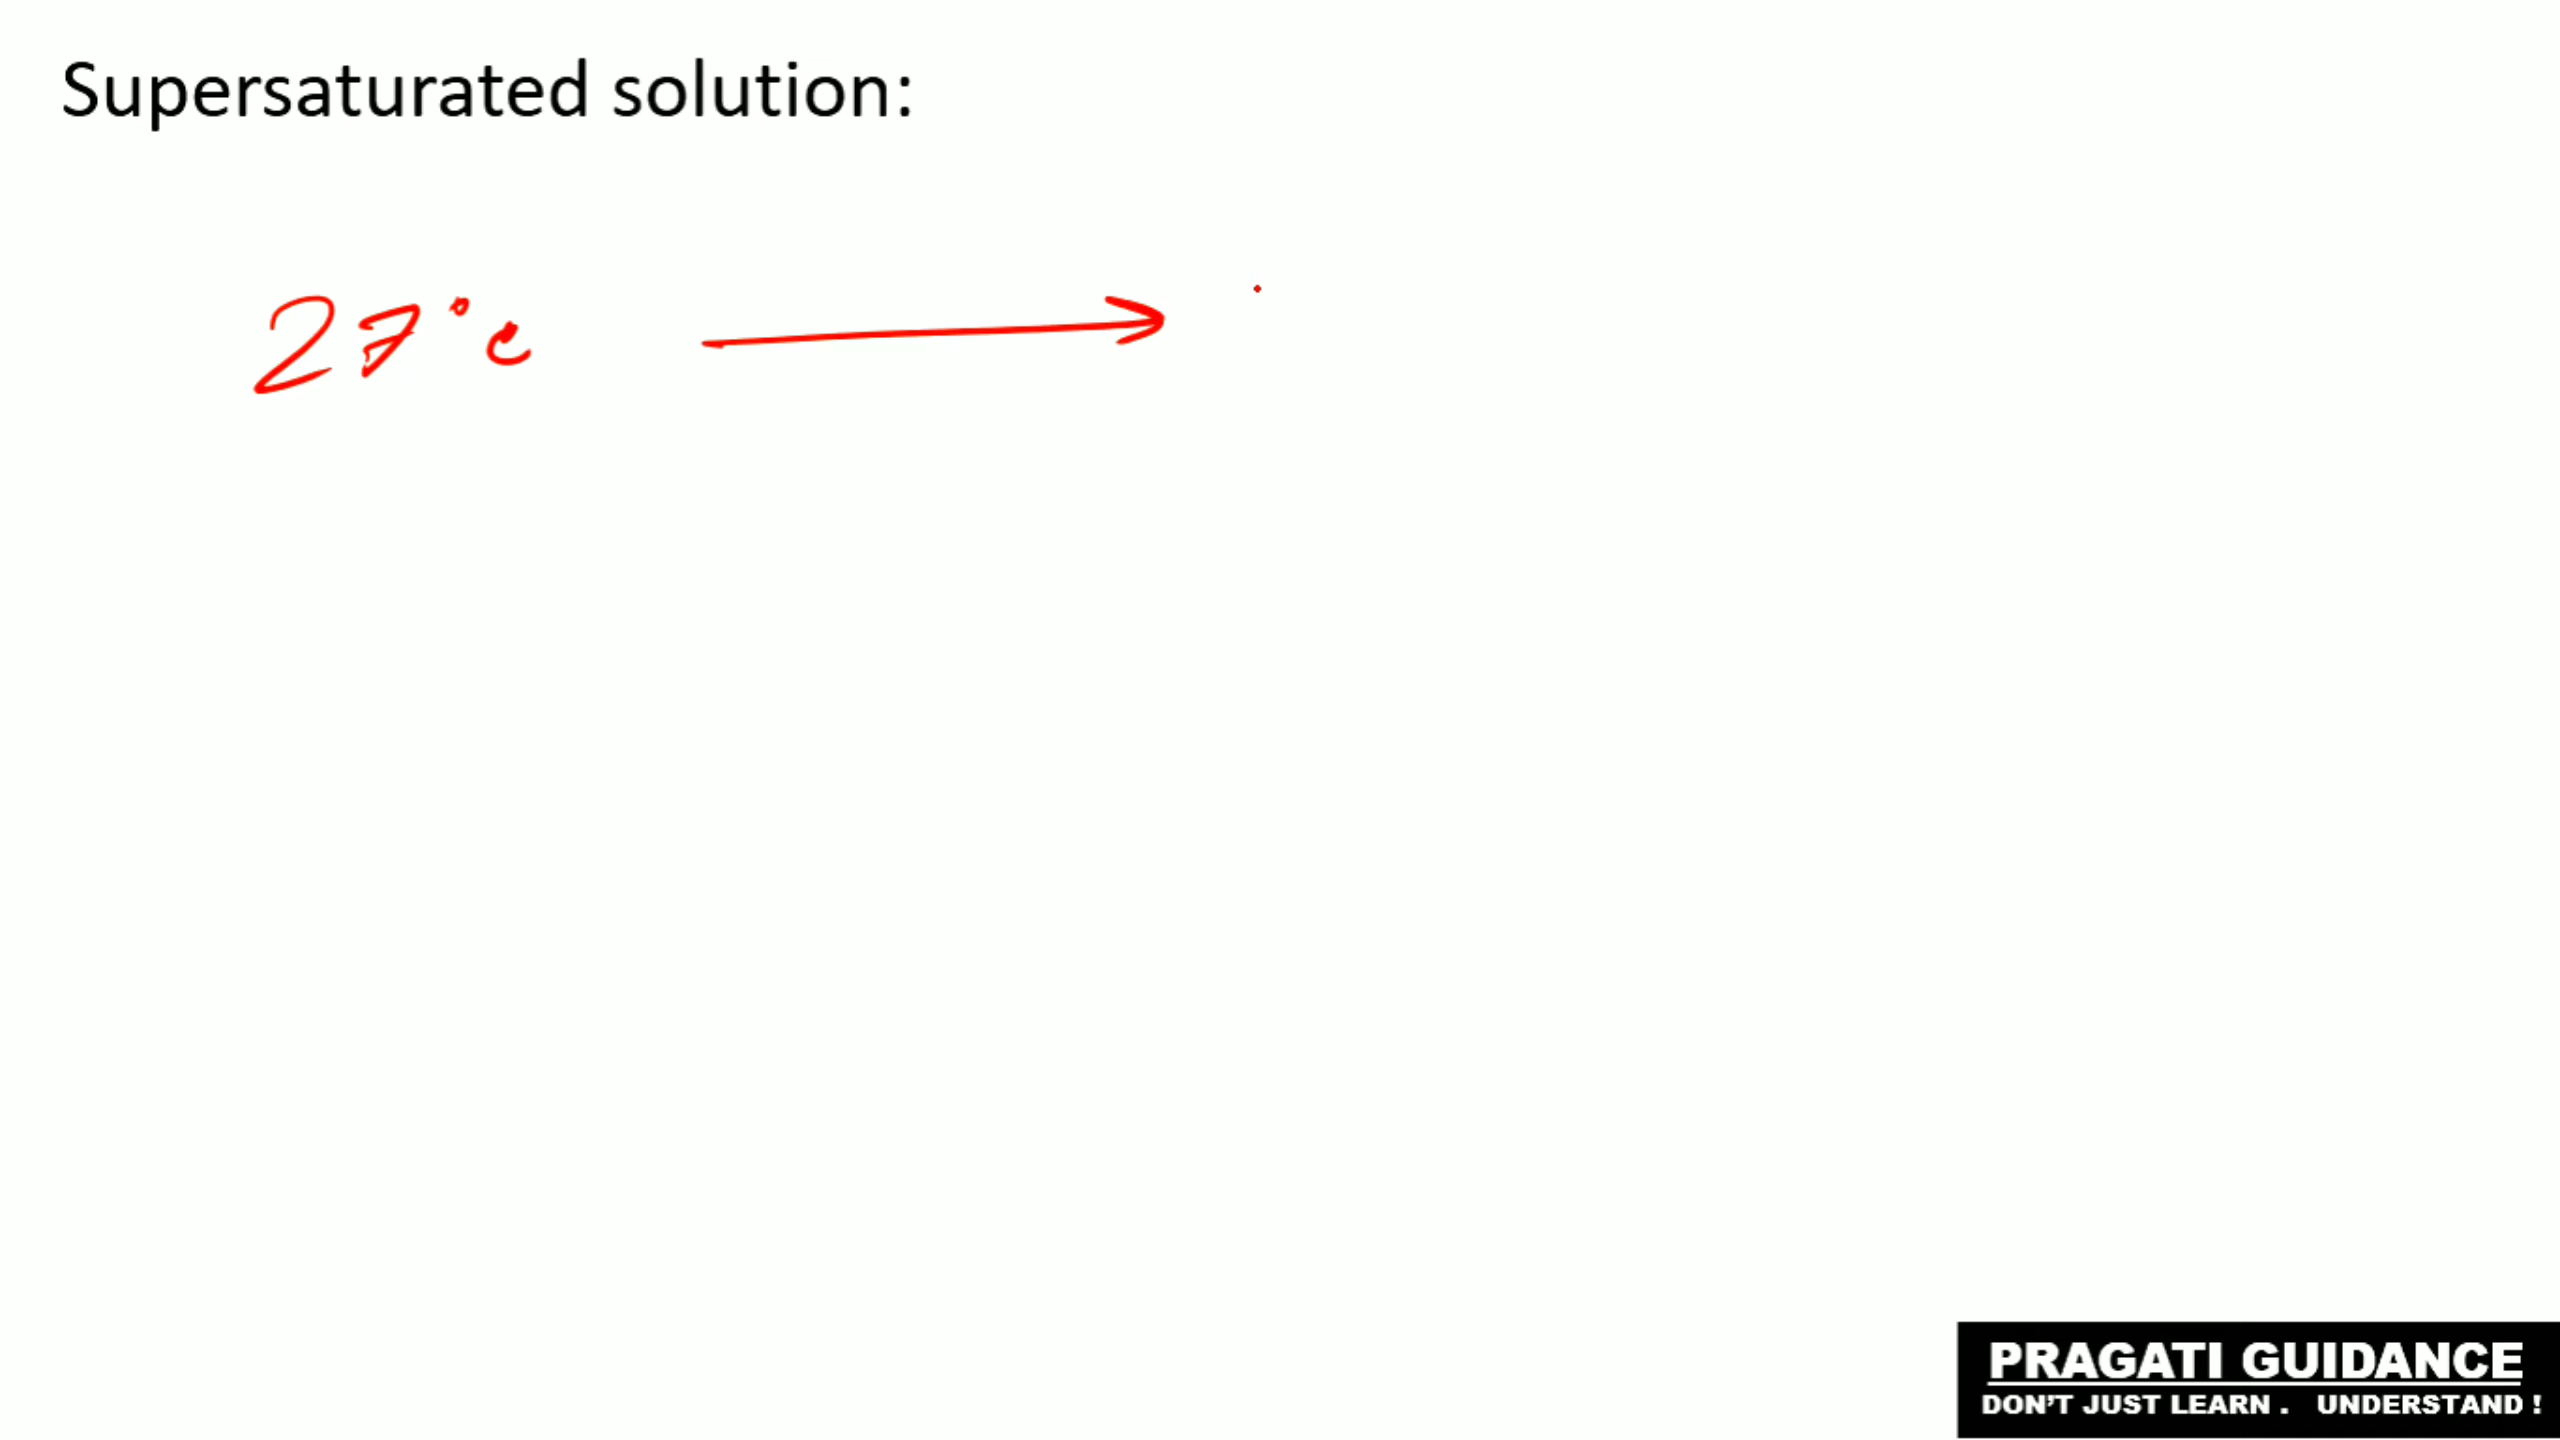 Supersaturated solution:
27°c →
PRAGATI GUIDANCE
DON'T JUST LEARN . UNDERSTAND !